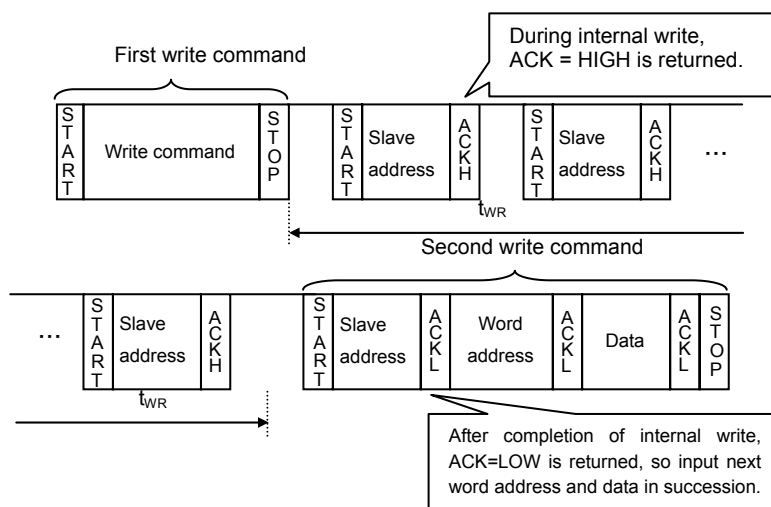 First write command
During internal write,
ACK = HIGH is returned.
START
Write command
STOP
START
Slave
address
ACKH
START
Slave
address
ACKH
...
tWR
Second write command
...
START
Slave
address
ACKH
START
Slave
address
ACKL
Word
address
ACKL
Data
ACKL
STOP
tWR
After completion of internal write,
ACK=LOW is returned, so input next
word address and data in succession.